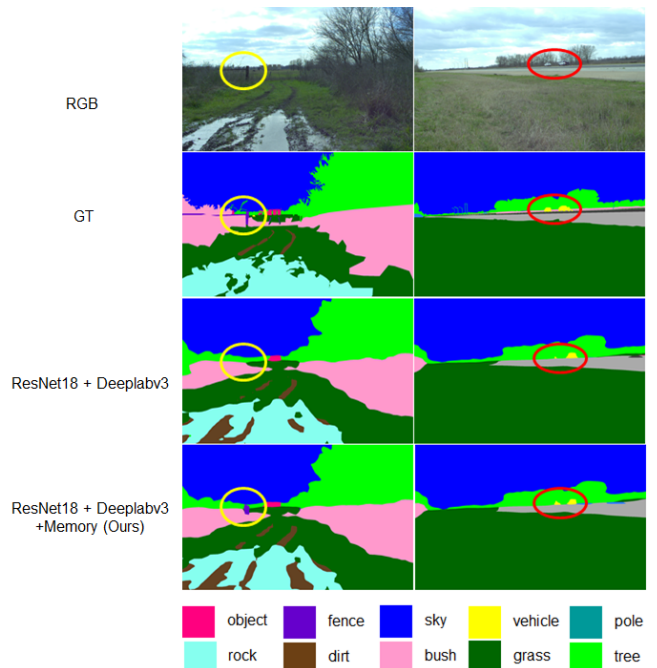 RGB
GT
ResNet18 + Deeplabv3
ResNet18 + Deeplabv3
+Memory (Ours)
object fence sky vehicle pole
rock dirt bush grass tree